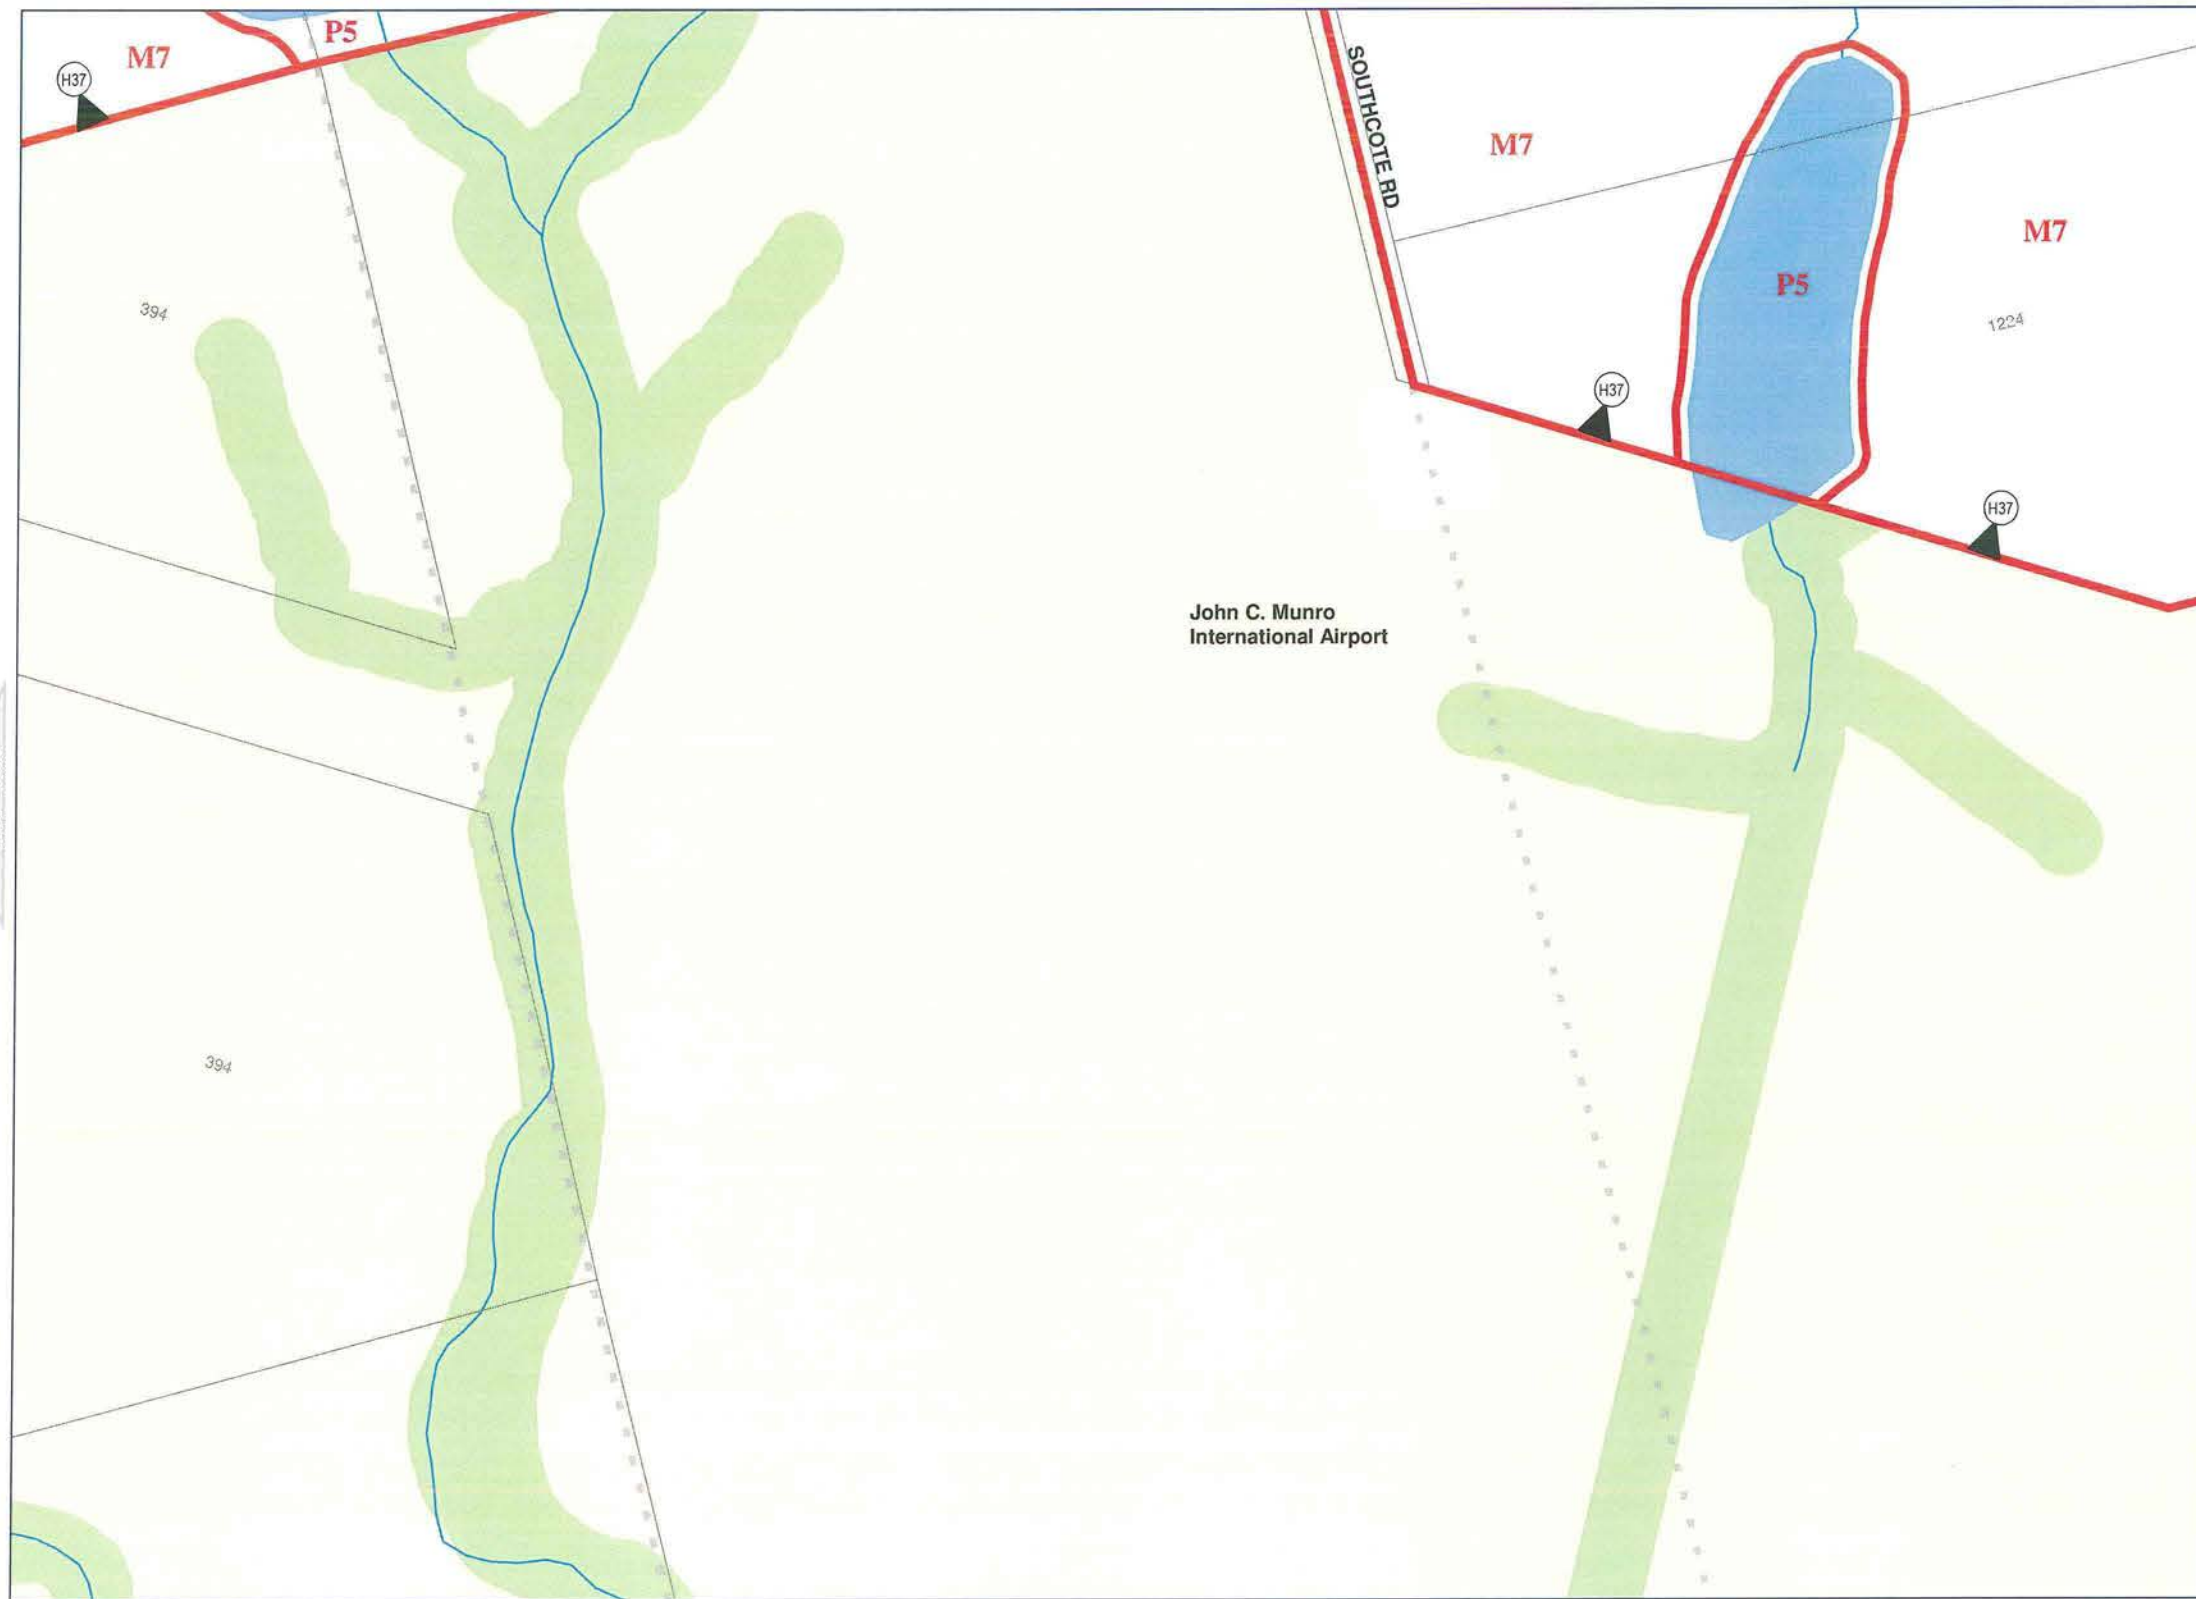 P5
M7
H37
SOUTHCOTE RD
M7
M7
P5
394
1224
H37
H37
John C. Munro
International Airport
394